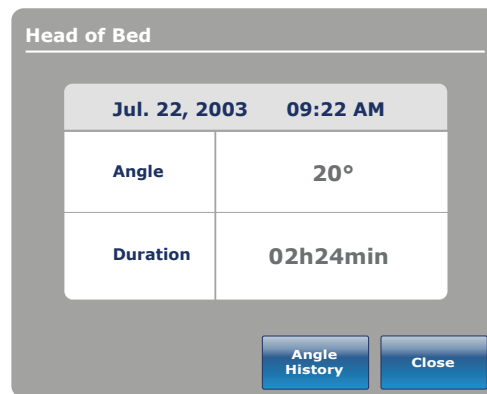 Head of Bed
Jul. 22, 2003 09:22 AM
Angle 20°
Duration 02h24min
Angle
History
Close